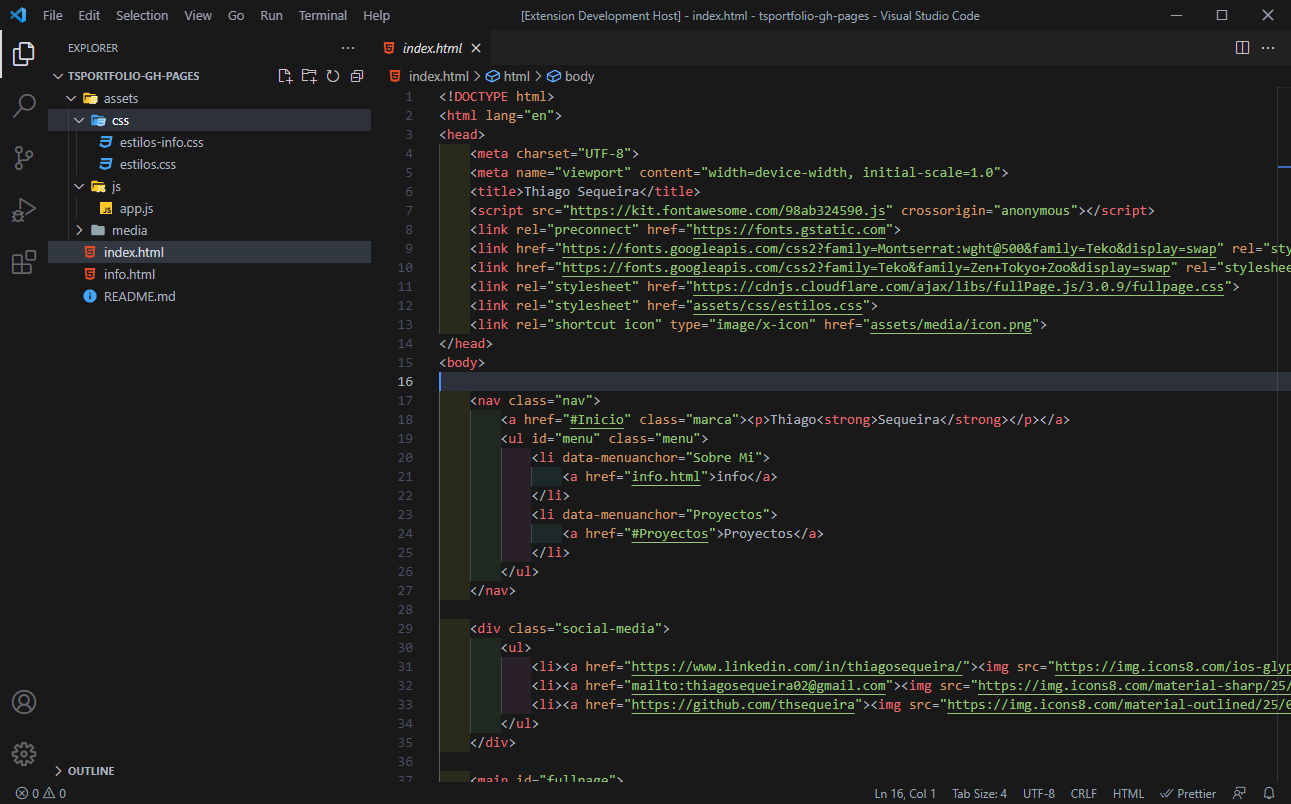 File Edit Selection View Go Run Terminal Help [Extension Development Host] - index.html - tsportfolio-gh-pages - Visual Studio Code
EXPLORER
TSPORTFOLIO-GH-PAGES
assets
css
estilos-info.css
estilos.css
js
app.js
media
index.html
info.html
README.md
OUTLINE
index.html
index.html > html > body
1 <!DOCTYPE html>
2 <html lang="en">
3 <head>
4 <meta charset="UTF-8">
5 <meta name="viewport" content="width=device-width, initial-scale=1.0">
6 <title>Thiago Sequeira</title>
7 <script src="https://kit.fontawesome.com/98ab324590.js" crossorigin="anonymous"></script>
8 <link rel="preconnect" href="https://fonts.gstatic.com">
9 <link href="https://fonts.googleapis.com/css2?family=Montserrat:wght@500&family=Teko&display=swap" rel="sty
10 <link href="https://fonts.googleapis.com/css2?family=Teko&family=Zen+Tokyo+Zoo&display=swap" rel="styleshee
11 <link rel="stylesheet" href="https://cdnjs.cloudflare.com/ajax/libs/fullPage.js/3.0.9/fullpage.css">
12 <link rel="stylesheet" href="assets/css/estilos.css">
13 <link rel="shortcut icon" type="image/x-icon" href="assets/media/icon.png">
14 </head>
15 <body>
16
17 <nav class="nav">
18 <a href="#Inicio" class="marca"><p>Thiago<strong>Sequeira</strong></p></a>
19 <ul id="menu" class="menu">
20 <li data-menuanchor="Sobre Mi">
21 <a href="info.html">info</a>
22 </li>
23 <li data-menuanchor="Proyectos">
24 <a href="#Proyectos">Proyectos</a>
25 </li>
26 </ul>
27 </nav>
28
29 <div class="social-media">
30 <ul>
31 <li><a href="https://www.linkedin.com/in/thiagosequeira/"><img src="https://img.icons8.com/ios-glyp
32 <li><a href="mailto:thiagosequeira02@gmail.com"><img src="https://img.icons8.com/material-sharp/25/
33 <li><a href="https://github.com/thsequeira"><img src="https://img.icons8.com/material-outlined/25/0
34 </ul>
35 </div>
36
37 <main id="fullpage">
0 0 Ln 16, Col 1 Tab Size: 4 UTF-8 CRLF HTML Prettier